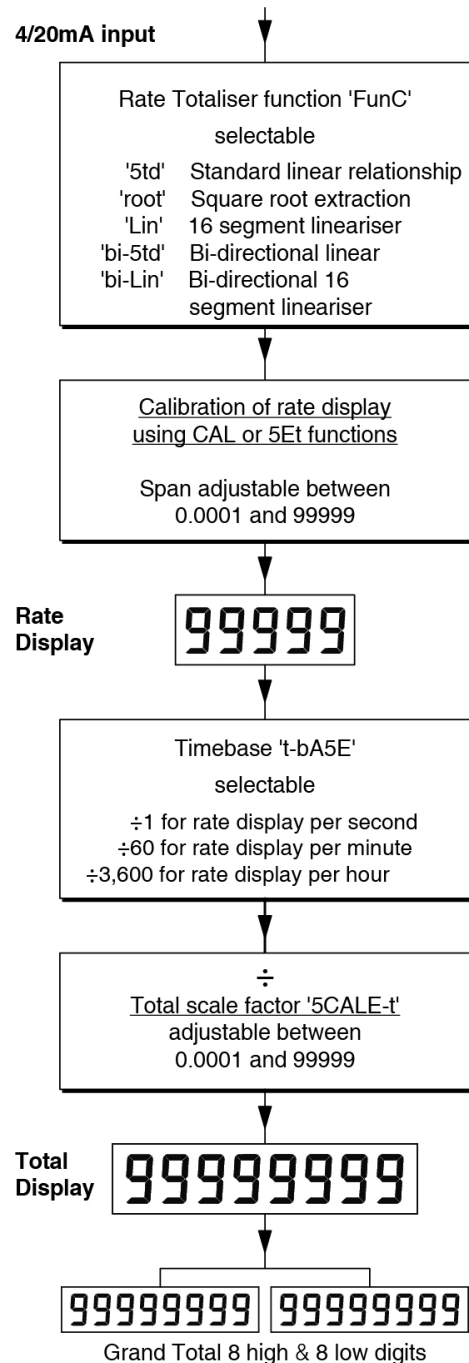 4/20mA input
Rate Totaliser function 'FunC'
selectable
'5td' Standard linear relationship
'root' Square root extraction
'Lin' 16 segment lineariser
'bi-5td' Bi-directional linear
'bi-Lin' Bi-directional 16
segment lineariser
Calibration of rate display
using CAL or 5Et functions
Span adjustable between
0.0001 and 99999
Rate
Display
99999
Timebase 't-bA5E'
selectable
÷1 for rate display per second
÷60 for rate display per minute
÷3,600 for rate display per hour
÷
Total scale factor '5CALE-t'
adjustable between
0.0001 and 99999
Total
Display
99999999
99999999 99999999
Grand Total 8 high & 8 low digits